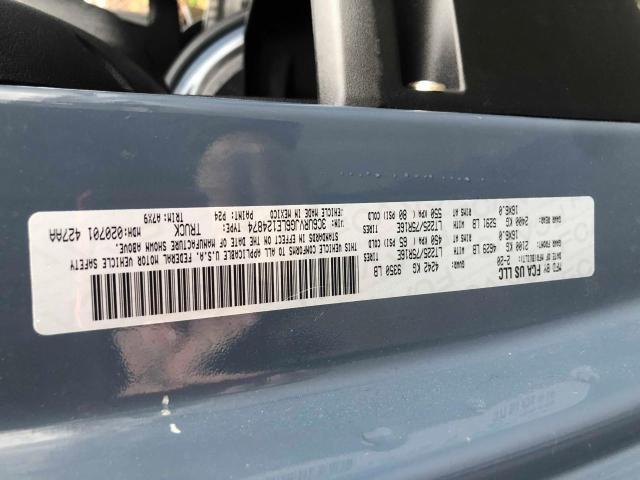 MFD BY FCA US LLC
DATE OF MFR: 2-20 GVWR: 4245 KG 9350 LB
GAWR FRONT: 2100 KG 4629 LB LT225/75R16E TIRES
16X6.0 RIMS AT 450 KPA (65 PSI) COLD
GAWR REAR: 2400 KG 5291 LB LT225/75R16E TIRES
16X6.0 RIMS AT 550 KPA (80 PSI) COLD
THIS VEHICLE CONFORMS TO ALL APPLICABLE U.S.A. FEDERAL MOTOR VEHICLE SAFETY
STANDARDS IN EFFECT ON THE DATE OF MANUFACTURE SHOWN ABOVE.
VIN: 3C6URVJG6LE124874 TYPE: TRUCK MDH:020701 427AA
VEHICLE MADE IN MEXICO PAINT: P24 TRIM: A7X9